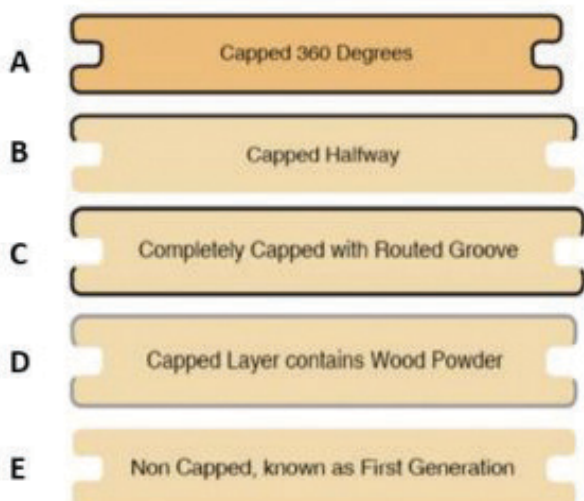 A Capped 360 Degrees
B Capped Halfway
C Completely Capped with Routed Groove
D Capped Layer contains Wood Powder
E Non Capped, known as First Generation